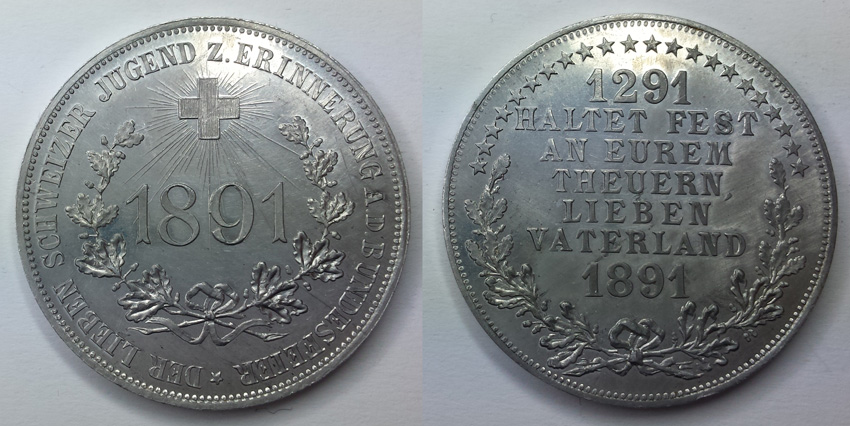 DER LIEBEN SCHWEIZER JUGEND Z. ERINNERUNG A.D BUNDESFEIER
1891
1291
HALTET FEST
AN EUREM
THEUERN,
LIEBEN
VATERLAND
1891